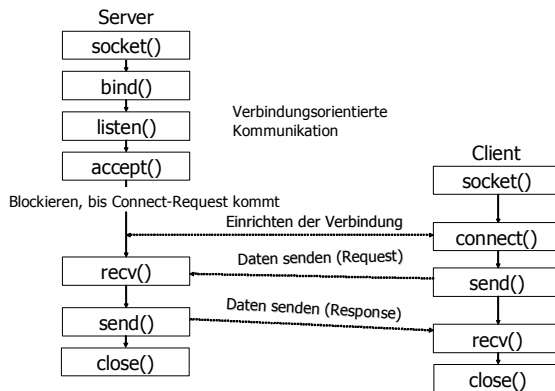 Server
socket()
bind()
listen()
accept()
Verbindungsorientierte
Kommunikation
Client
socket()
Blockieren, bis Connect-Request kommt
Einrichten der Verbindung
connect()
Daten senden (Request)
recv()
send()
Daten senden (Response)
send()
recv()
close()
close()